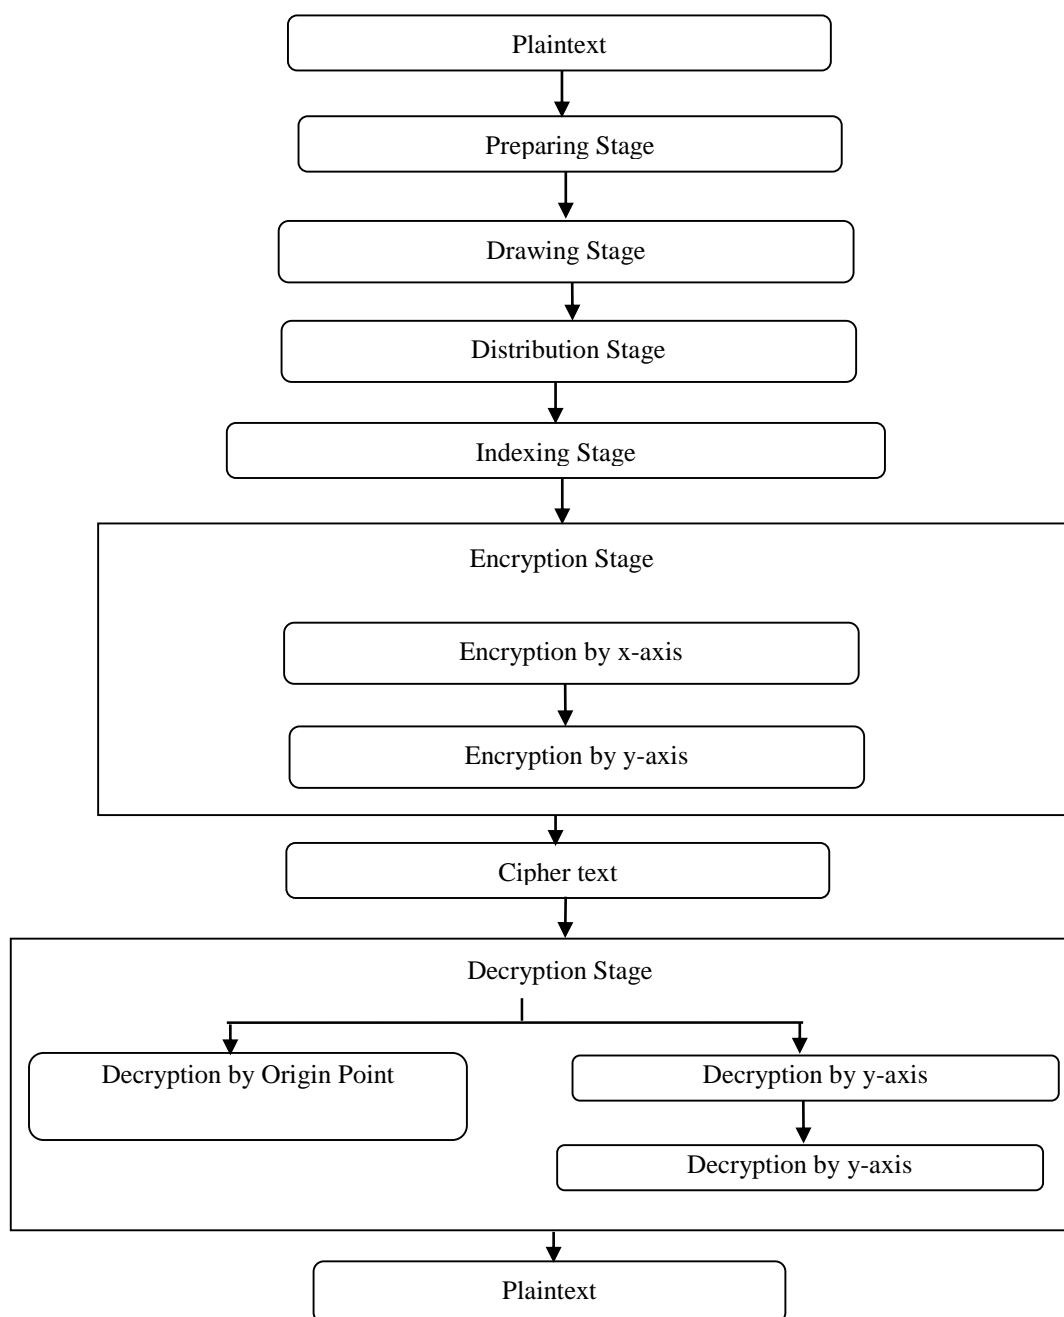 Plaintext
Preparing Stage
Drawing Stage
Distribution Stage
Indexing Stage
Encryption Stage
Encryption by x-axis
Encryption by y-axis
Cipher text
Decryption Stage
Decryption by Origin Point
Decryption by y-axis
Decryption by y-axis
Plaintext